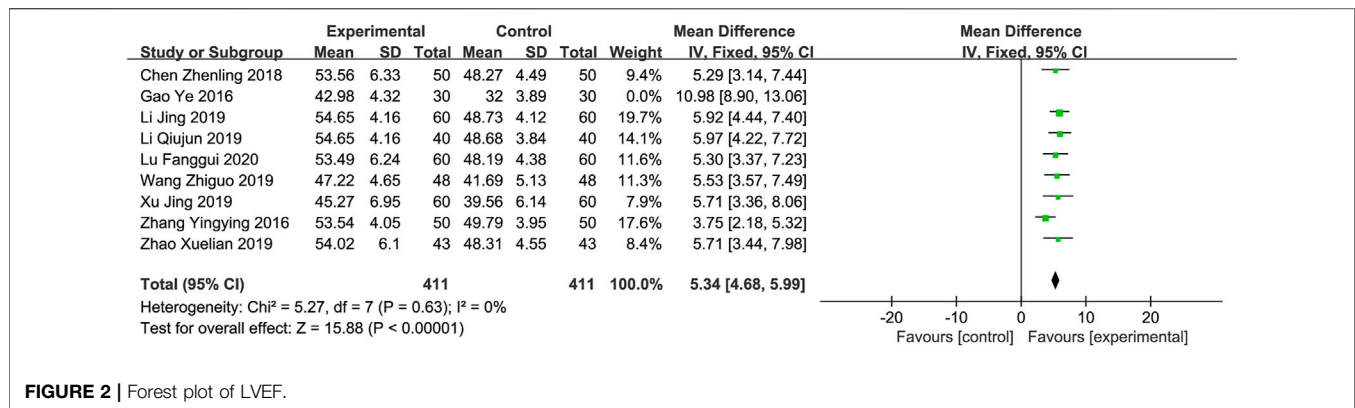 Experimental Control Mean Difference Mean Difference
Study or Subgroup Mean SD Total Mean SD Total Weight IV, Fixed, 95% CI IV, Fixed, 95% CI
Chen Zhenling 2018 53.56 6.33 50 48.27 4.49 50 9.4% 5.29 [3.14, 7.44]
Gao Ye 2016 42.98 4.32 30 32 3.89 30 0.0% 10.98 [8.90, 13.06]
Li Jing 2019 54.65 4.16 60 48.73 4.12 60 19.7% 5.92 [4.44, 7.40]
Li Qiujun 2019 54.65 4.16 40 48.68 3.84 40 14.1% 5.97 [4.22, 7.72]
Lu Fanggui 2020 53.49 6.24 60 48.19 4.38 60 11.6% 5.30 [3.37, 7.23]
Wang Zhiguo 2019 47.22 4.65 48 41.69 5.13 48 11.3% 5.53 [3.57, 7.49]
Xu Jing 2019 45.27 6.95 60 39.56 6.14 60 7.9% 5.71 [3.36, 8.06]
Zhang Yingying 2016 53.54 4.05 50 49.79 3.95 50 17.6% 3.75 [2.18, 5.32]
Zhao Xuelian 2019 54.02 6.1 43 48.31 4.55 43 8.4% 5.71 [3.44, 7.98]
Total (95% CI) 411 411 100.0% 5.34 [4.68, 5.99]
Heterogeneity: Chi² = 5.27, df = 7 (P = 0.63); I² = 0%
Test for overall effect: Z = 15.88 (P < 0.00001)
-20 -10 0 10 20
Favours [control] Favours [experimental]
FIGURE 2 | Forest plot of LVEF.